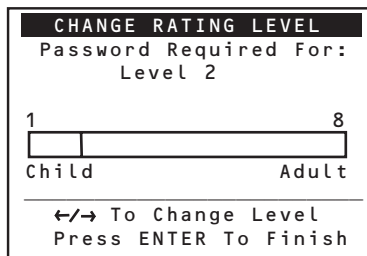 CHANGE RATING LEVEL
Password Required For:
Level 2
1 8
Child Adult
←/→ To Change Level
Press ENTER To Finish